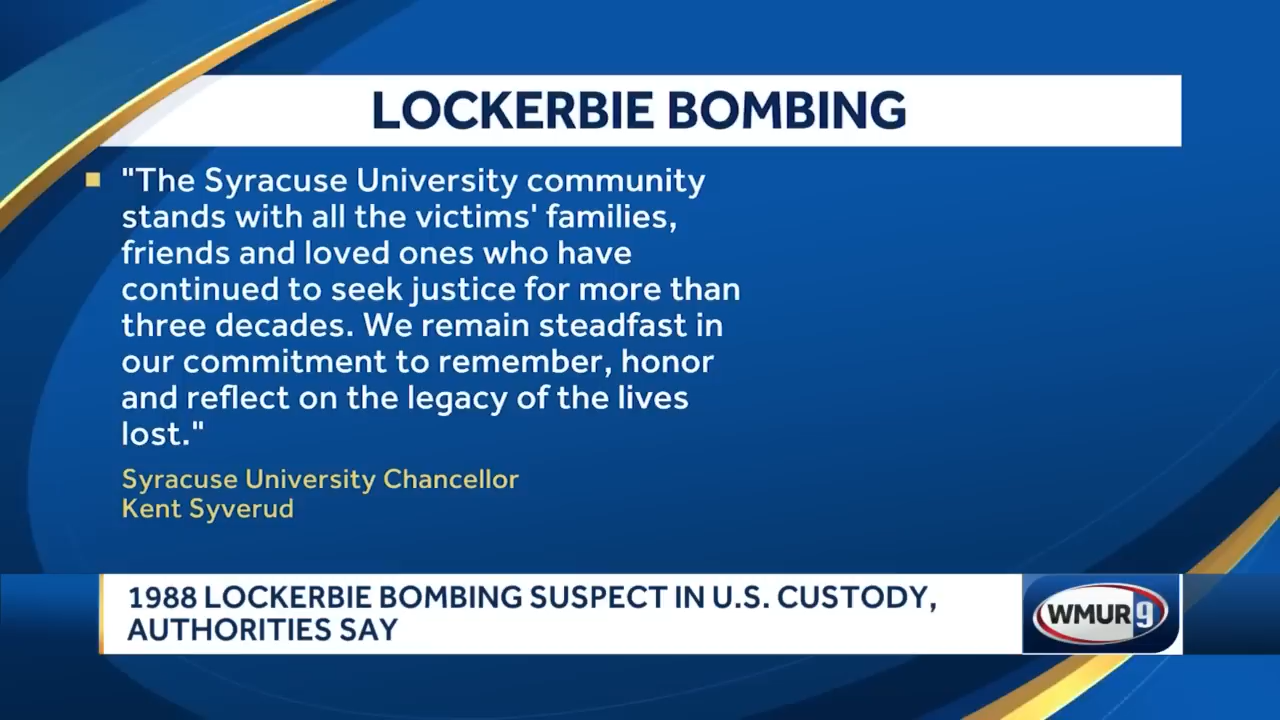 LOCKERBIE BOMBING
"The Syracuse University community
stands with all the victims' families,
friends and loved ones who have
continued to seek justice for more than
three decades. We remain steadfast in
our commitment to remember, honor
and reflect on the legacy of the lives
lost."
Syracuse University Chancellor
Kent Syverud
1988 LOCKERBIE BOMBING SUSPECT IN U.S. CUSTODY,
AUTHORITIES SAY
WMUR 9